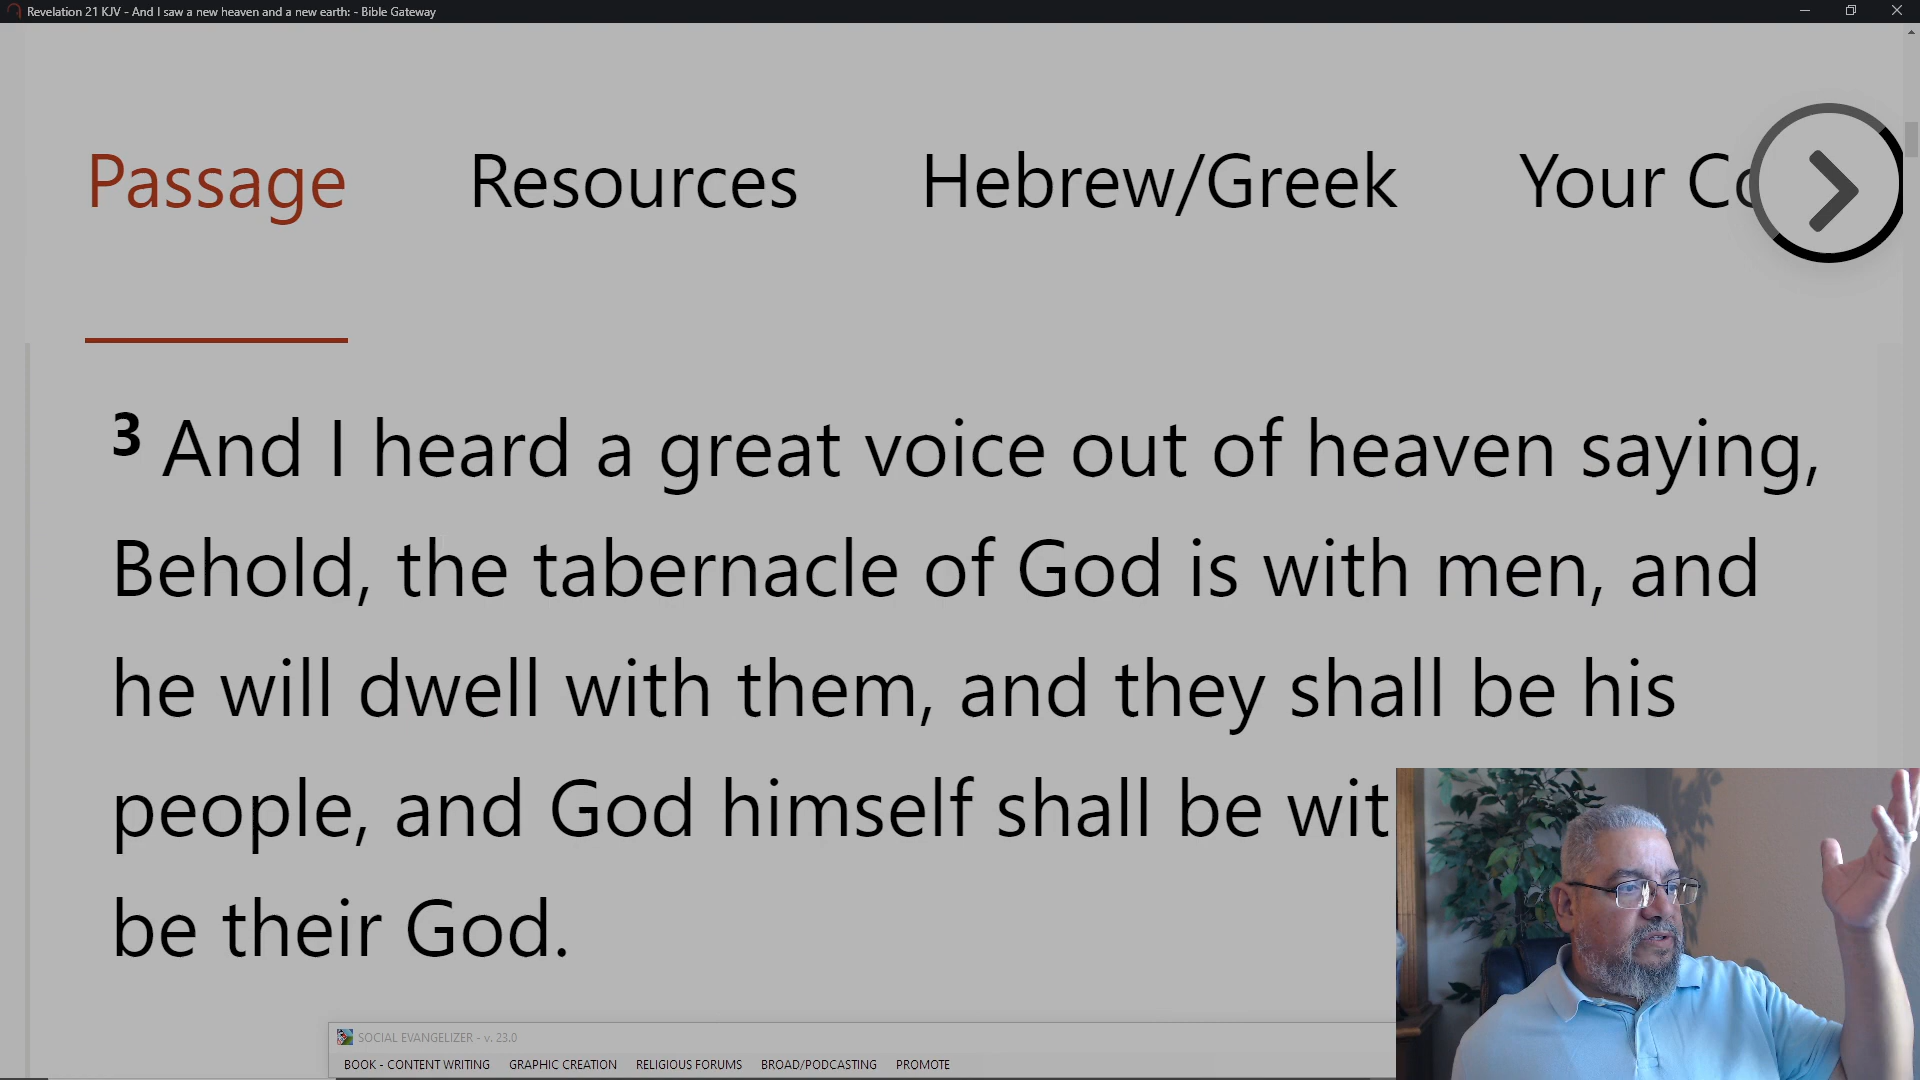 Revelation 21 KJV - And I saw a new heaven and a new earth: - Bible Gateway
Passage Resources Hebrew/Greek Your
3 And I heard a great voice out of heaven saying,
Behold, the tabernacle of God is with men, and
he will dwell with them, and they shall be his
people, and God himself shall be
be their God.
SOCIAL EVANGELIZER - v. 23.0
BOOK - CONTENT WRITING GRAPHIC CREATION RELIGIOUS FORUMS BROAD/PODCASTING PROMOTE